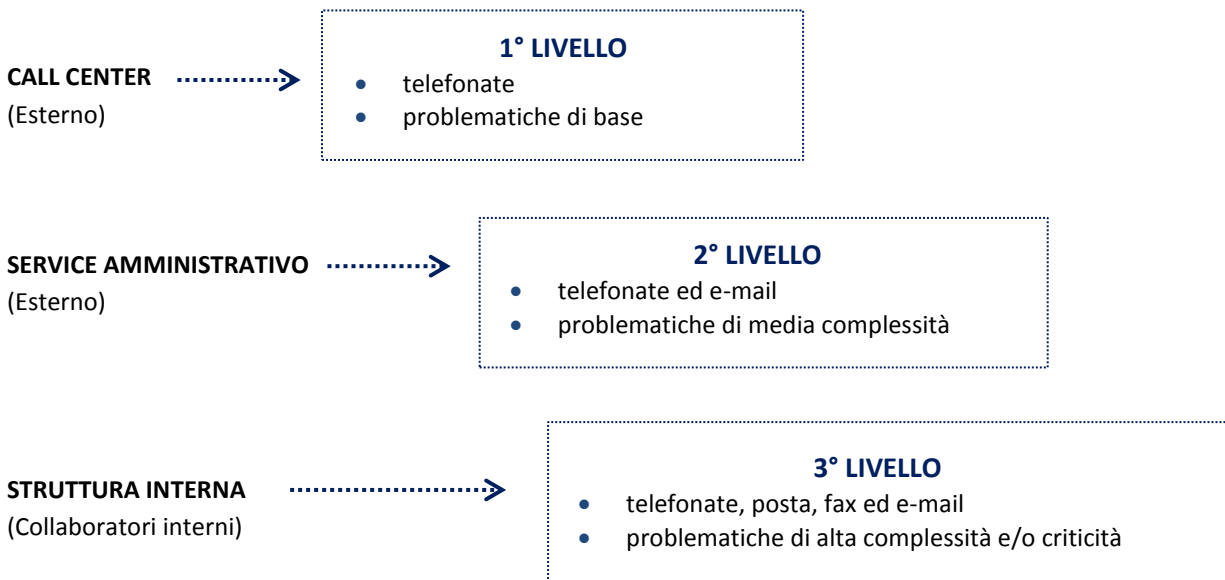 1° LIVELLO
CALL CENTER
(Esterno)
• telefonate
• problematiche di base
2° LIVELLO
SERVICE AMMINISTRATIVO
(Esterno)
• telefonate ed e-mail
• problematiche di media complessità
3° LIVELLO
STRUTTURA INTERNA
(Collaboratori interni)
• telefonate, posta, fax ed e-mail
• problematiche di alta complessità e/o criticità